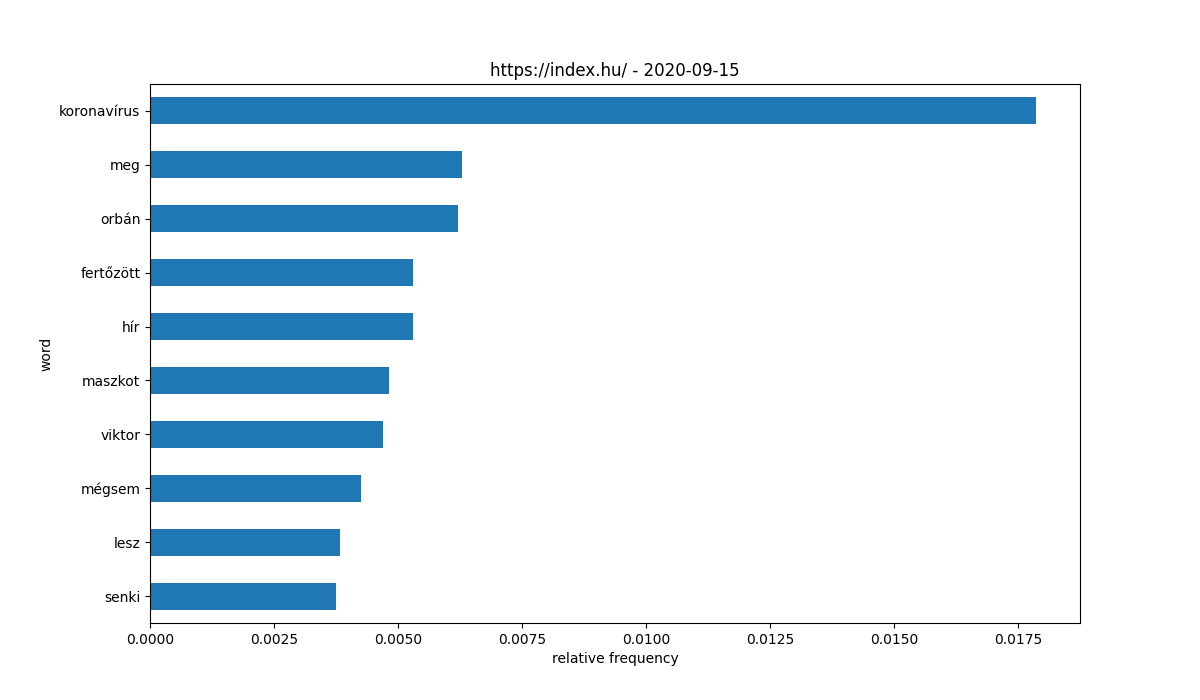 https://index.hu/ - 2020-09-15
word
koronavírus
meg
orbán
fertőzött
hír
maszkot
viktor
mégsem
lesz
senki
0.0000 0.0025 0.0050 0.0075 0.0100 0.0125 0.0150 0.0175
relative frequency